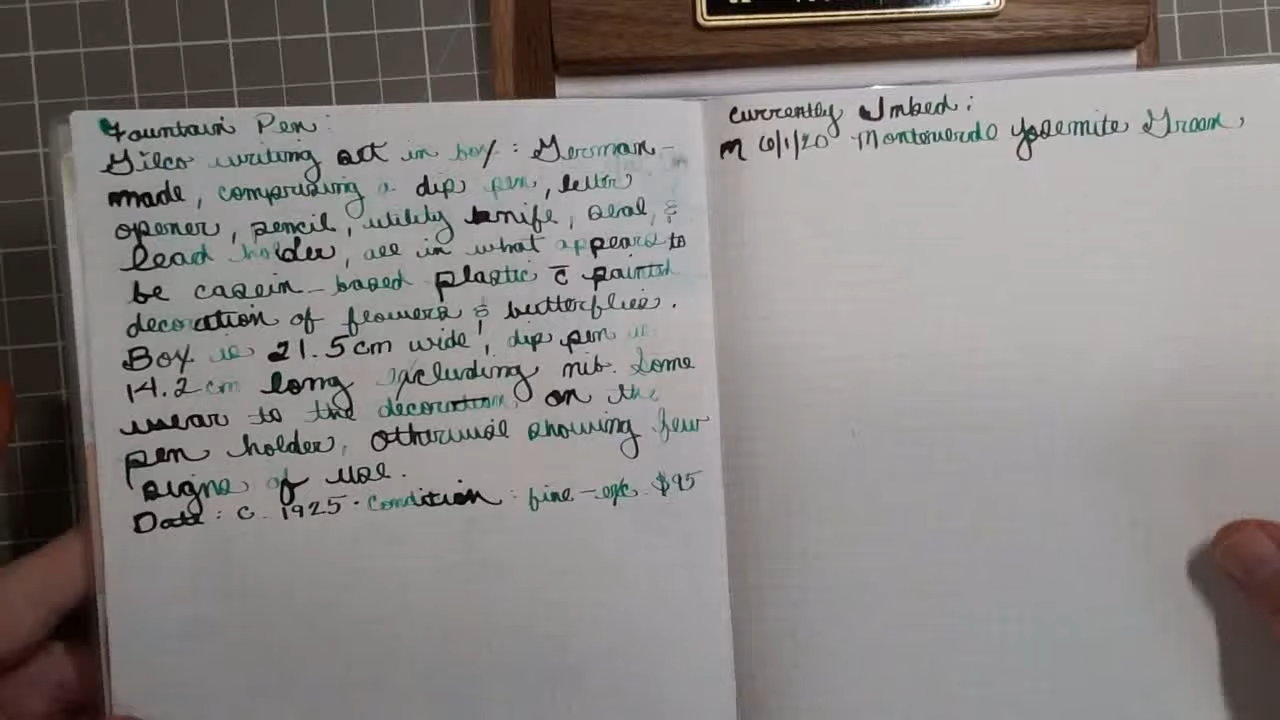 Fountain Pen:
Gilco writing set in box: German-
made, comprising a dip pen, letter
opener, pencil, utility knife, seal, &
lead holder, all in what appears to
be casein-based plastic c̄ painted
decoration of flowers & butterflies.
Box is 21.5cm wide; dip pen is
14.2cm long excluding nib. Some
wear to the decoration on the
pen holder, otherwise showing few
signs of use.
Date: c. 1925. Condition: fine-exc. $95
Currently Inked:
M 6/1/20 Monteverde Yosemite Green,